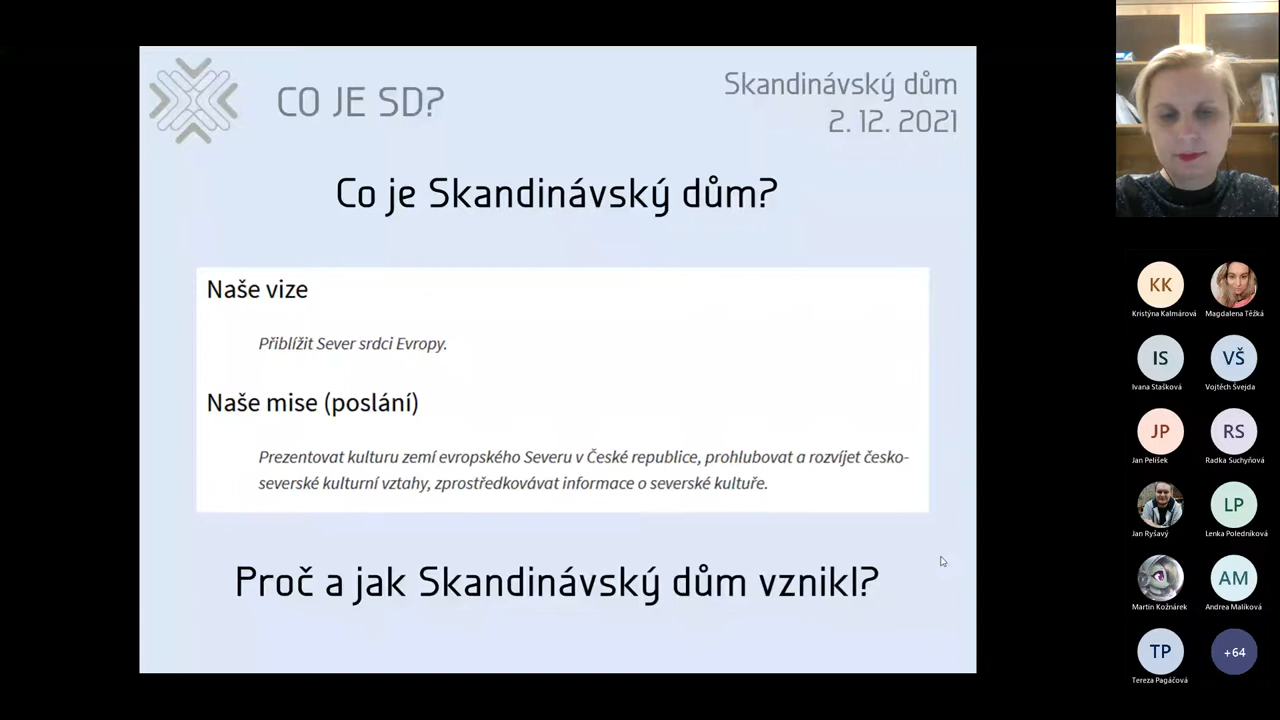 CO JE SD?
Skandinávský dům
2. 12. 2021
Co je Skandinávský dům?
Naše vize
Přiblížit Sever srdci Evropy.
Naše mise (poslání)
Prezentovat kulturu zemí evropského Severu v České republice, prohlubovat a rozvíjet česko-
severské kulturní vztahy, zprostředkovávat informace o severské kultuře.
Proč a jak Skandinávský dům vznikl?
KK
Kristýna Kalmárová
Magdalena Těžká
IS
Ivana Stašková
VŠ
Vojtěch Švejda
JP
Jan Pelíšek
RS
Radka Suchyňová
Jan Ryšavý
LP
Lenka Poledníková
Martin Kožnárek
AM
Andrea Malíková
TP
Tereza Pagáčová
+64